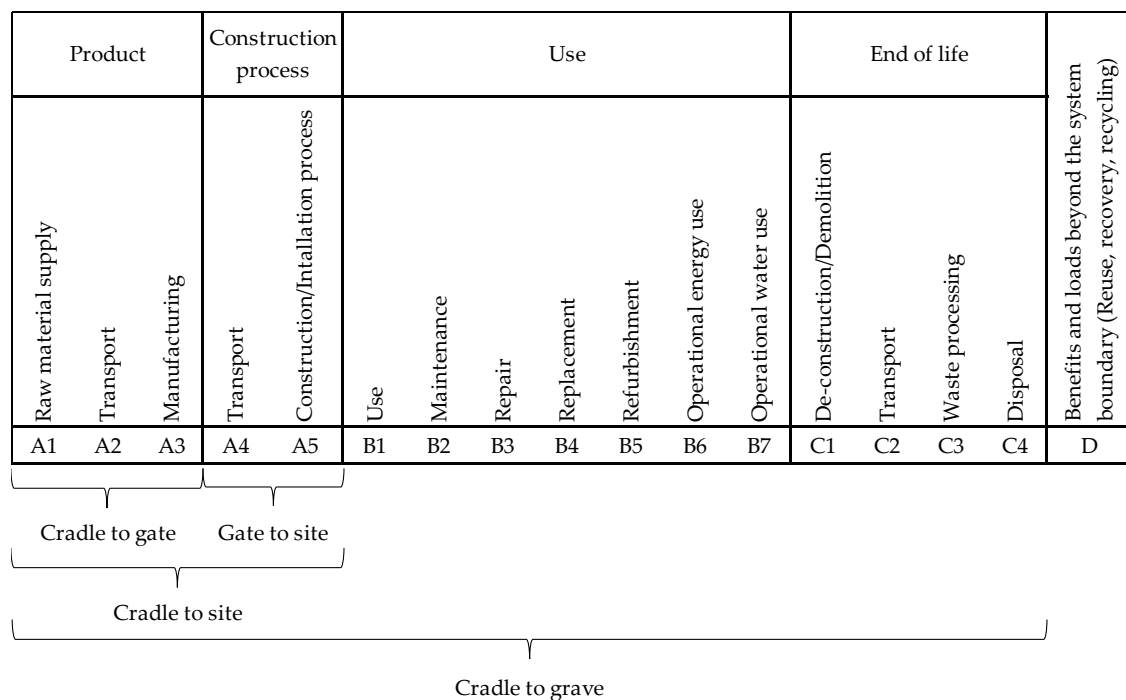 Product
Construction
process
Use
End of life
Benefits and loads beyond the system
boundary (Reuse, recovery, recycling)
Raw material supply
Transport
Manufacturing
Transport
Construction/Intallation process
Use
Maintenance
Repair
Replacement
Refurbishment
Operational energy use
Operational water use
De-construction/Demolition
Transport
Waste processing
Disposal
A1 A2 A3 A4 A5 B1 B2 B3 B4 B5 B6 B7 C1 C2 C3 C4 D
Cradle to gate
Gate to site
Cradle to site
Cradle to grave